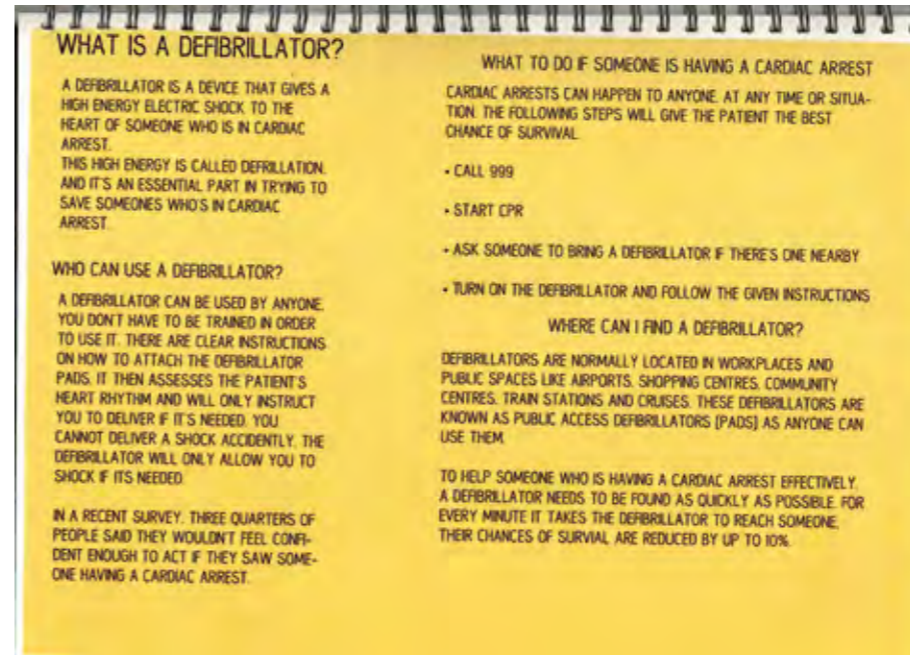 WHAT IS A DEFIBRILLATOR?
A DEFIBRILLATOR IS A DEVICE THAT GIVES A
HIGH ENERGY ELECTRIC SHOCK TO THE
HEART OF SOMEONE WHO IS IN CARDIAC
ARREST.
THIS HIGH ENERGY IS CALLED DEFRILLATION.
AND IT'S AN ESSENTIAL PART IN TRYING TO
SAVE SOMEONES WHO'S IN CARDIAC
ARREST.
WHO CAN USE A DEFIBRILLATOR?
A DEFIBRILLATOR CAN BE USED BY ANYONE.
YOU DON'T HAVE TO BE TRAINED IN ORDER
TO USE IT. THERE ARE CLEAR INSTRUCTIONS
ON HOW TO ATTACH THE DEFIBRILLATOR
PADS. IT THEN ASSESSES THE PATIENT'S
HEART RHYTHM AND WILL ONLY INSTRUCT
YOU TO DELIVER IF IT'S NEEDED. YOU
CANNOT DELIVER A SHOCK ACCIDENTLY, THE
DEFIBRILLATOR WILL ONLY ALLOW YOU TO
SHOCK IF ITS NEEDED.
IN A RECENT SURVEY, THREE QUARTERS OF
PEOPLE SAID THEY WOULDN'T FEEL CONFI-
DENT ENOUGH TO ACT IF THEY SAW SOME-
ONE HAVING A CARDIAC ARREST.
WHAT TO DO IF SOMEONE IS HAVING A CARDIAC ARREST
CARDIAC ARRESTS CAN HAPPEN TO ANYONE. AT ANY TIME OR SITUA-
TION. THE FOLLOWING STEPS WILL GIVE THE PATIENT THE BEST
CHANCE OF SURVIVAL.
• CALL 999
• START CPR
• ASK SOMEONE TO BRING A DEFIBRILLATOR IF THERE'S ONE NEARBY
• TURN ON THE DEFIBRILLATOR AND FOLLOW THE GIVEN INSTRUCTIONS
WHERE CAN I FIND A DEFIBRILLATOR?
DEFIBRILLATORS ARE NORMALLY LOCATED IN WORKPLACES AND
PUBLIC SPACES LIKE AIRPORTS, SHOPPING CENTRES, COMMUNITY
CENTRES, TRAIN STATIONS AND CRUISES. THESE DEFIBRILLATORS ARE
KNOWN AS PUBLIC ACCESS DEFIBRILLATORS (PADS) AS ANYONE CAN
USE THEM.
TO HELP SOMEONE WHO IS HAVING A CARDIAC ARREST EFFECTIVELY,
A DEFIBRILLATOR NEEDS TO BE FOUND AS QUICKLY AS POSSIBLE. FOR
EVERY MINUTE IT TAKES THE DEFIBRILLATOR TO REACH SOMEONE,
THEIR CHANCES OF SURVIAL ARE REDUCED BY UP TO 10%.